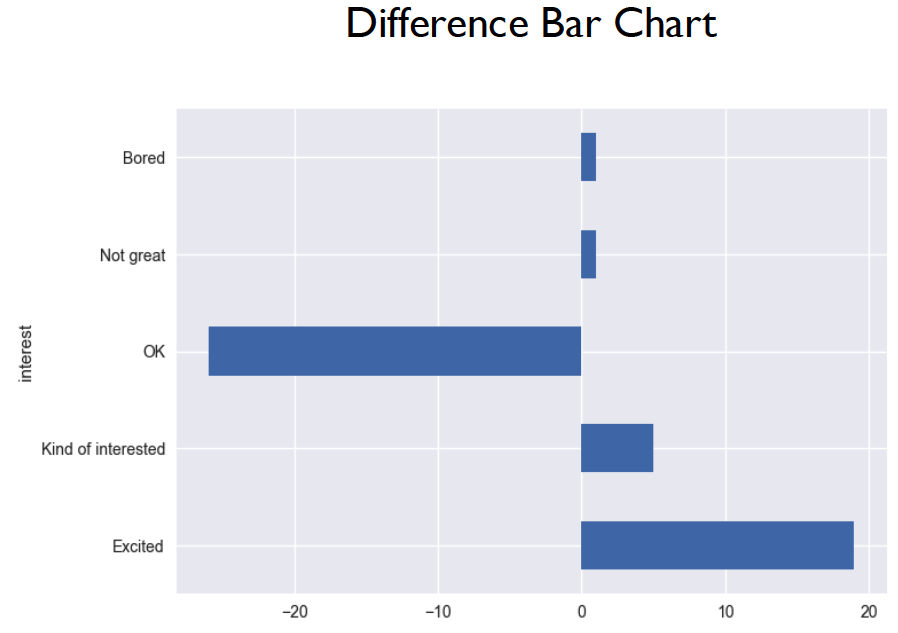 Difference Bar Chart
Bored
Not great
OK
Kind of interested
Excited
interest
−20
−10
0
10
20